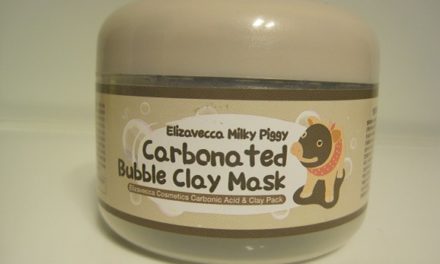 Elizavecca Milky Piggy
Carbonated
Bubble Clay Mask
Elizavecca Cosmetics Carbonic Acid & Clay Pack